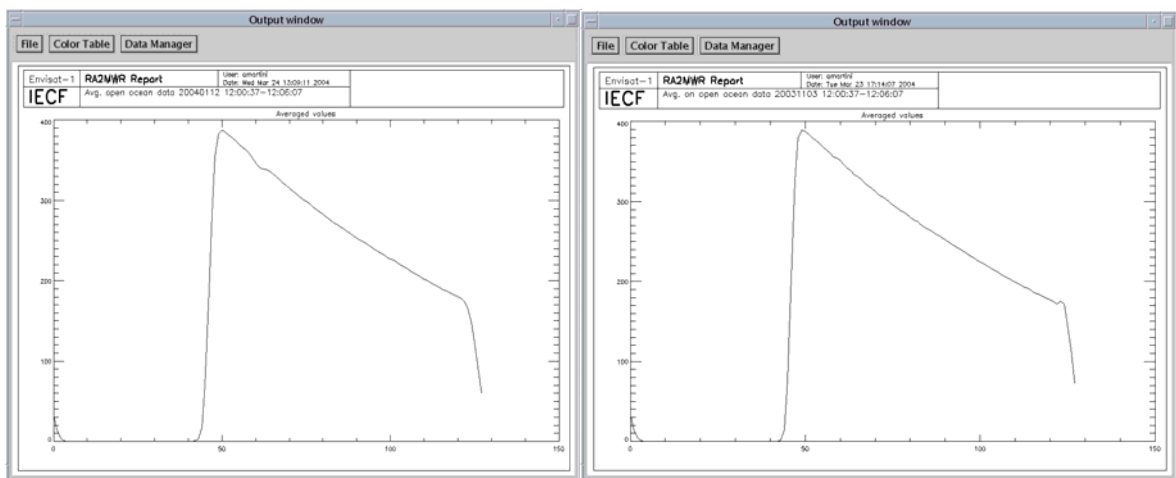 Output window
File Color Table Data Manager
Envisat-1 RA2MWR Report User: amartini
Date: Wed Mar 24 13:09:11 2004
IECF Avg. open ocean data 20040112 12:00:37-12:06:07
Averaged values
400
300
200
100
0
0 50 100 150
Output window
File Color Table Data Manager
Envisat-1 RA2MWR Report User: amartini
Date: Tue Mar 23 17:14:07 2004
IECF Avg. on open ocean data 20031103 12:00:37-12:06:07
Averaged values
400
300
200
100
0
0 50 100 150